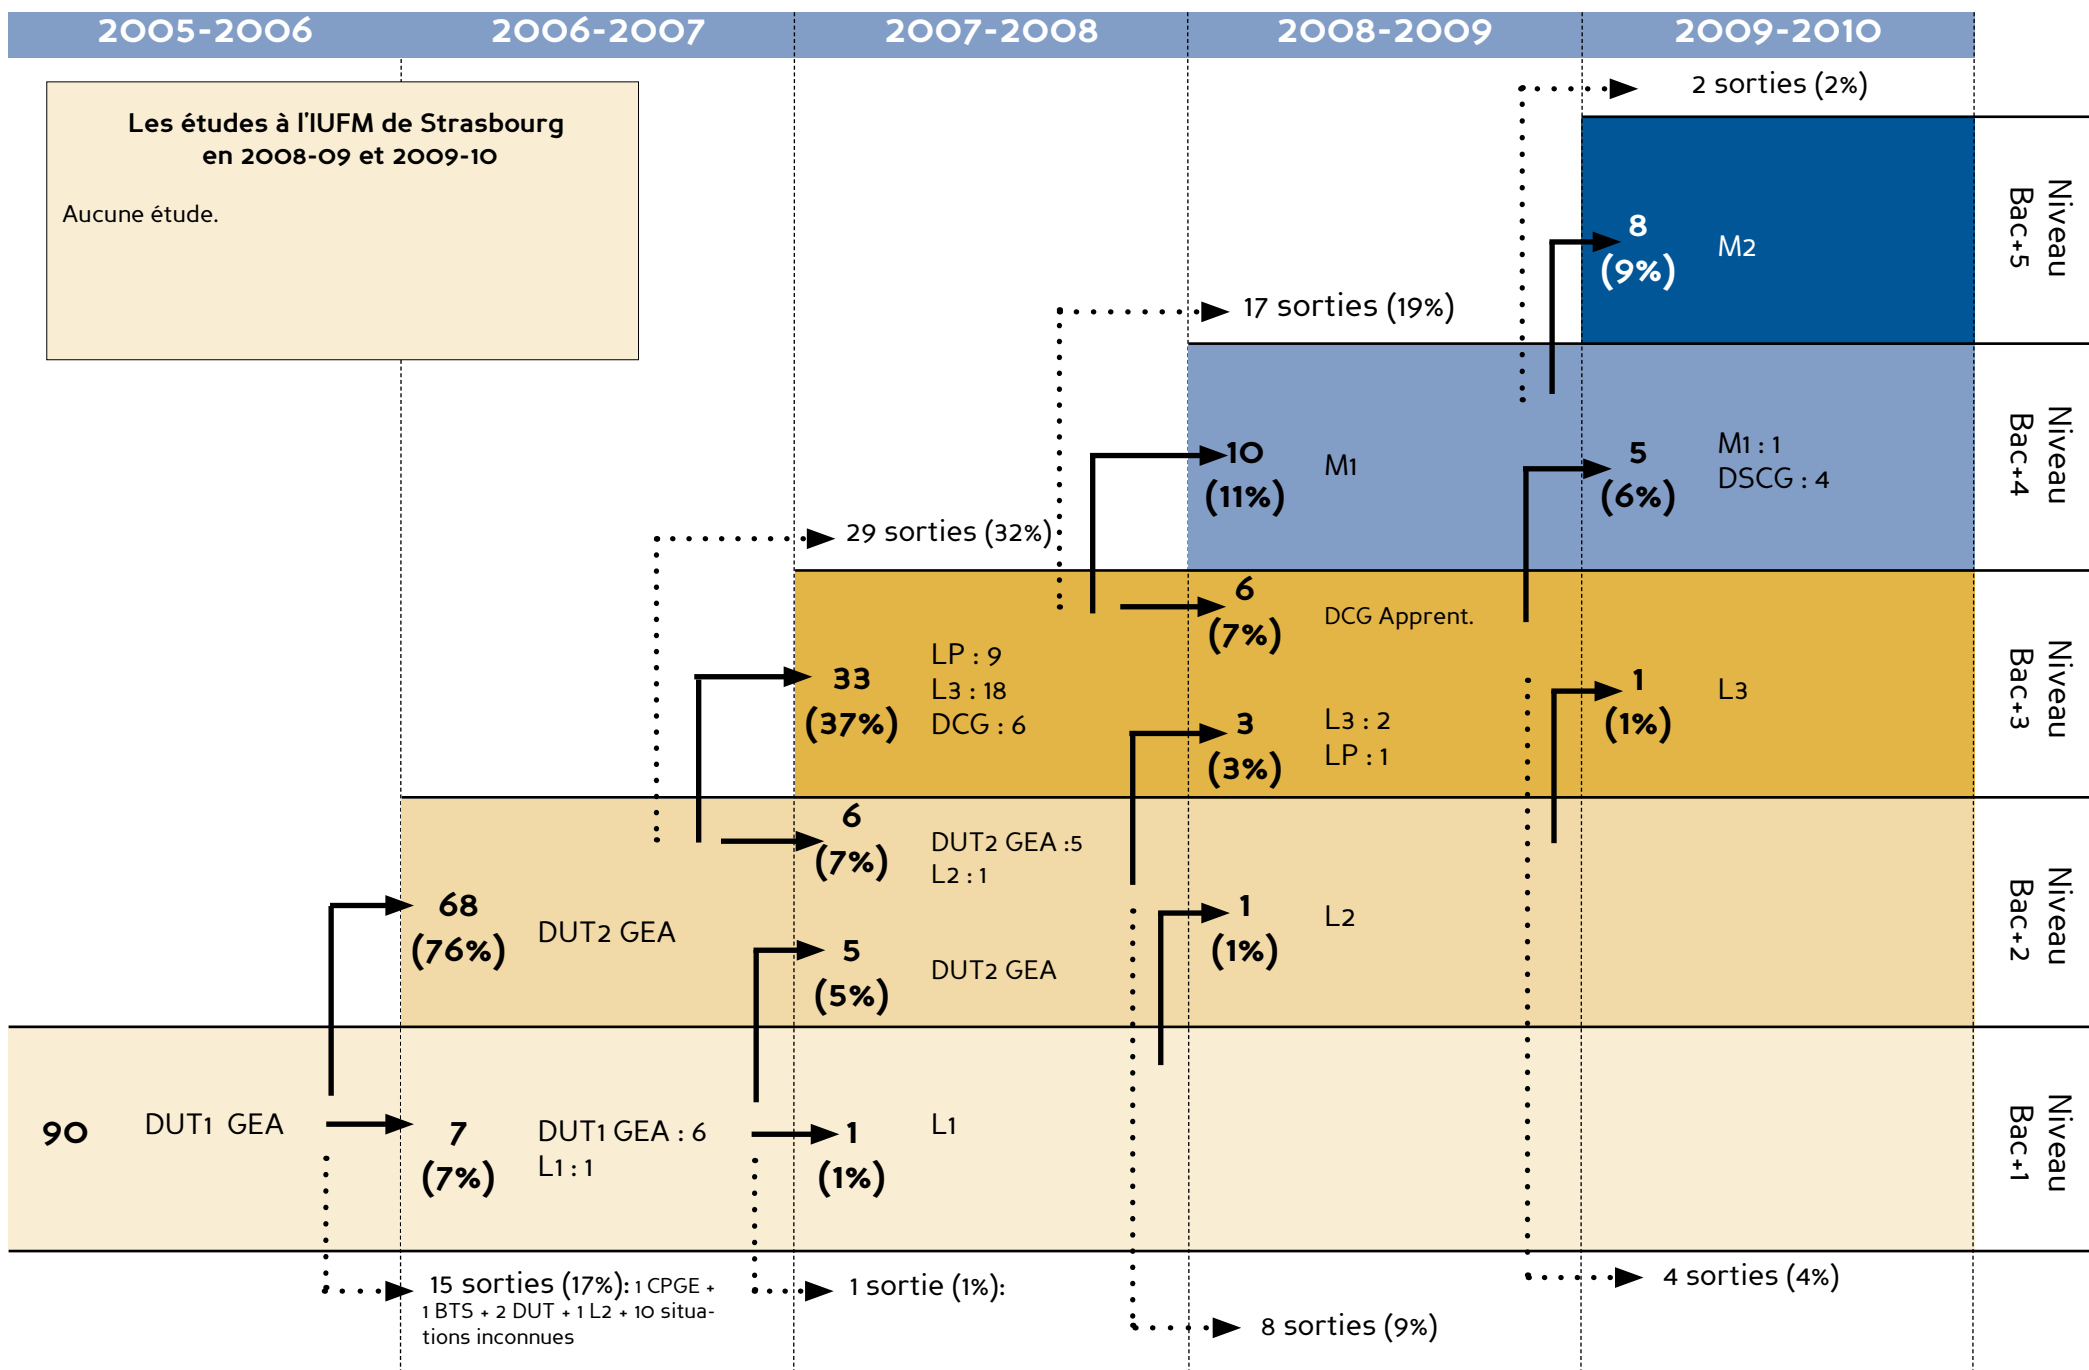 2005-2006
2006-2007
2007-2008
2008-2009
2009-2010
Les études à l'IUFM de Strasbourg
en 2008-09 et 2009-10
Aucune étude.
2 sorties (2%)
8
(9%)
M2
Niveau
Bac+5
17 sorties (19%)
10
(11%)
M1
5
(6%)
M1 : 1
DSCG : 4
Niveau
Bac+4
29 sorties (32%)
33
(37%)
LP : 9
L3 : 18
DCG : 6
6
(7%)
DCG Apprent.
3
(3%)
L3 : 2
LP : 1
1
(1%)
L3
Niveau
Bac+3
68
(76%)
DUT2 GEA
6
(7%)
DUT2 GEA :5
L2 : 1
5
(5%)
DUT2 GEA
1
(1%)
L2
Niveau
Bac+2
90
DUT1 GEA
7
(7%)
DUT1 GEA : 6
L1 : 1
1
(1%)
L1
Niveau
Bac+1
15 sorties (17%): 1 CPGE +
1 BTS + 2 DUT + 1 L2 + 10 situa-
tions inconnues
1 sortie (1%):
8 sorties (9%)
4 sorties (4%)